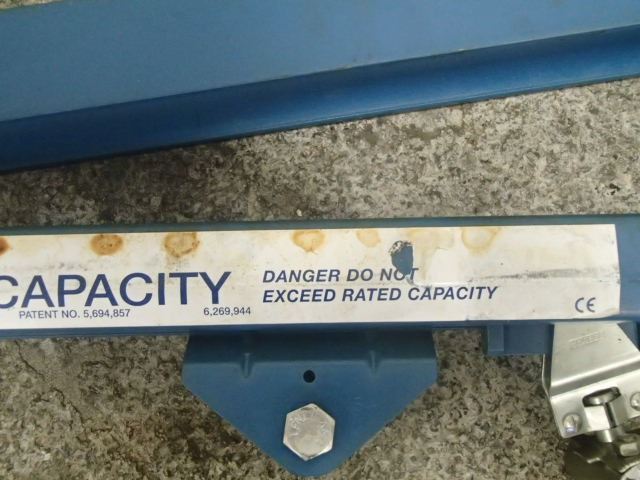 CAPACITY
PATENT NO. 5,694,857 6,269,944
DANGER DO NOT
EXCEED RATED CAPACITY
CE